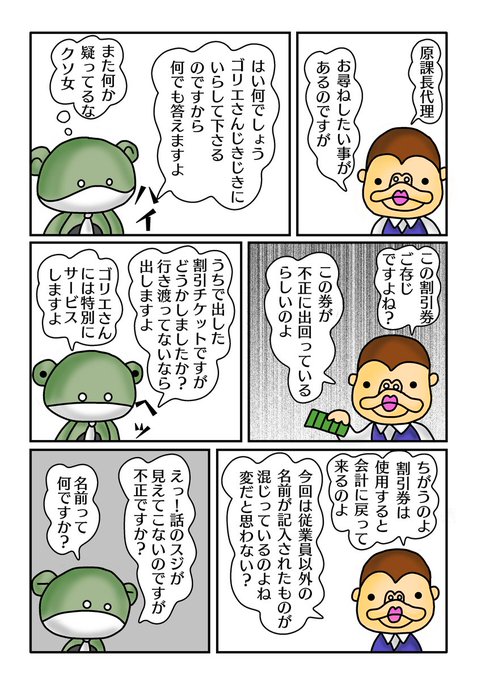 原課長代理
お尋ねしたい事が
あるのですが
はい何でしょう
ゴリエさんじきじきに
いらして下さる
のですから
何でも答えますよ
ハイ
また何か
疑ってるな
クソ女
この割引券
ご存じ
ですよね?
この券が
不正に出回っている
らしいのよ
うちで出した
割引チケットですが
どうかしましたか?
行き渡ってないなら
出しますよ
ヘッ
ゴリエさん
には特別に
サービス
しますよ
ちがうのよ
割引券は
使用すると
会計に戻って
来るのよ
今回は従業員以外の
名前が記入されたものが
混じっているのよね
変だと思わない?
えっ!話のスジが
見えてこないのですが
不正ですか?
名前って
何ですか?